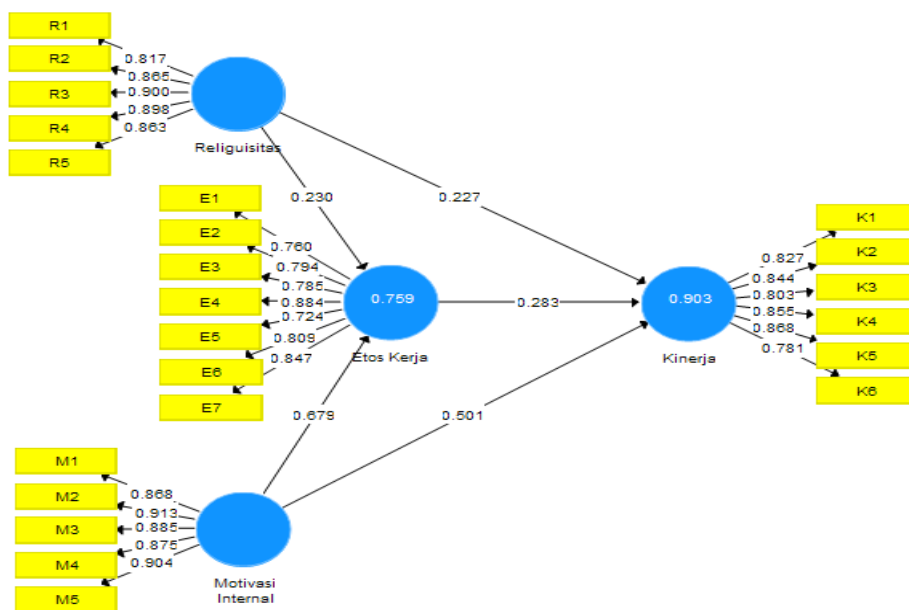 R1
R2
R3
R4
R5
0.817
0.865
0.900
0.898
0.863
Religuisitas
0.230
0.227
E1
E2
E3
E4
E5
E6
E7
0.760
0.794
0.785
0.884
0.724
0.809
0.847
0.759
Etos Kerja
0.283
0.903
Kinerja
0.827
0.844
0.803
0.855
0.868
0.781
K1
K2
K3
K4
K5
K6
0.679
0.501
M1
M2
M3
M4
M5
0.868
0.913
0.885
0.875
0.904
Motivasi
Internal